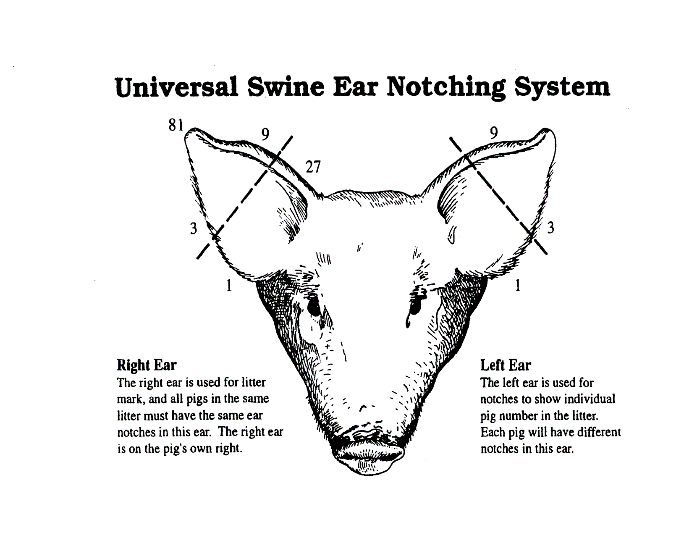 Universal Swine Ear Notching System
81
9
27
3
1
9
3
1
Right Ear
The right ear is used for litter
mark, and all pigs in the same
litter must have the same ear
notches in this ear. The right ear
is on the pig's own right.
Left Ear
The left ear is used for
notches to show individual
pig number in the litter.
Each pig will have different
notches in this ear.